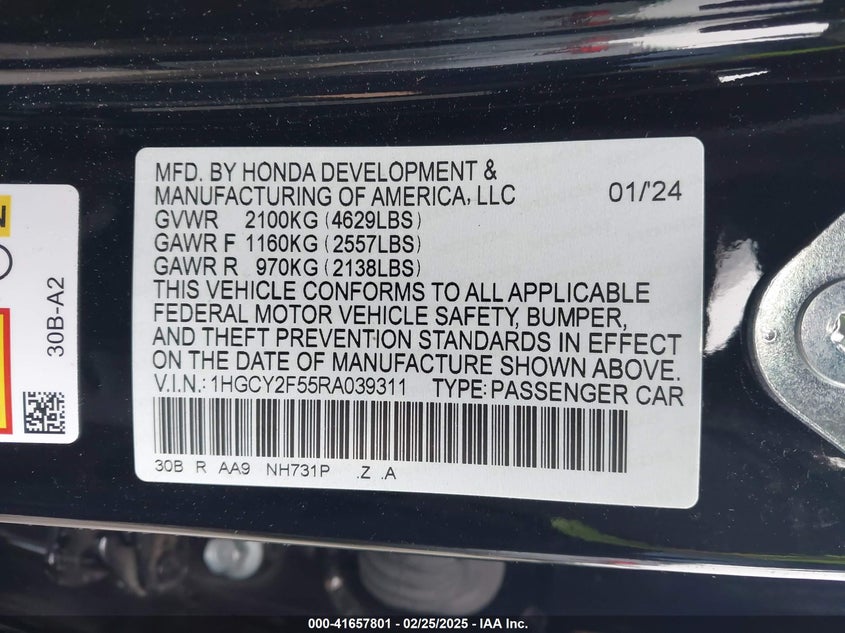 MFD. BY HONDA DEVELOPMENT &
MANUFACTURING OF AMERICA, LLC 01/'24
GVWR 2100KG (4629LBS)
GAWR F 1160KG (2557LBS)
GAWR R 970KG (2138LBS)
THIS VEHICLE CONFORMS TO ALL APPLICABLE
FEDERAL MOTOR VEHICLE SAFETY, BUMPER,
AND THEFT PREVENTION STANDARDS IN EFFECT
ON THE DATE OF MANUFACTURE SHOWN ABOVE.
V.I.N.: 1HGCY2F55RA039311 TYPE: PASSENGER CAR
30B R AA9 NH731P .Z .A
30B-A2
000-41657801 - 02/25/2025 - IAA Inc.